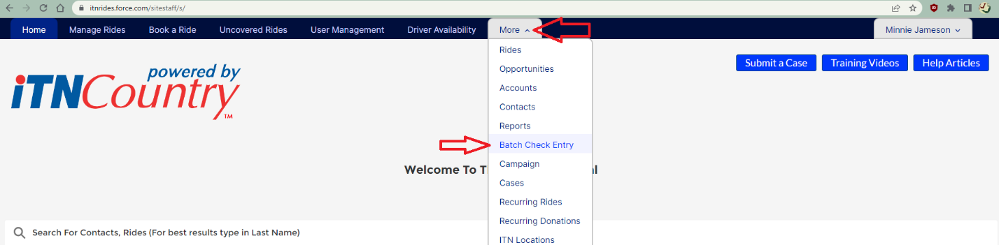 itnrides.force.com/sitestaff/s/
Home Manage Rides Book a Ride Uncovered Rides User Management Driver Availability More Minnie Jameson
Rides
Opportunities
Accounts
Contacts
Reports
Batch Check Entry
Campaign
Cases
Recurring Rides
Recurring Donations
ITN Locations
Submit a Case Training Videos Help Articles
powered by
iTNCountry
TM
Welcome To
Search For Contacts, Rides (For best results type in Last Name)